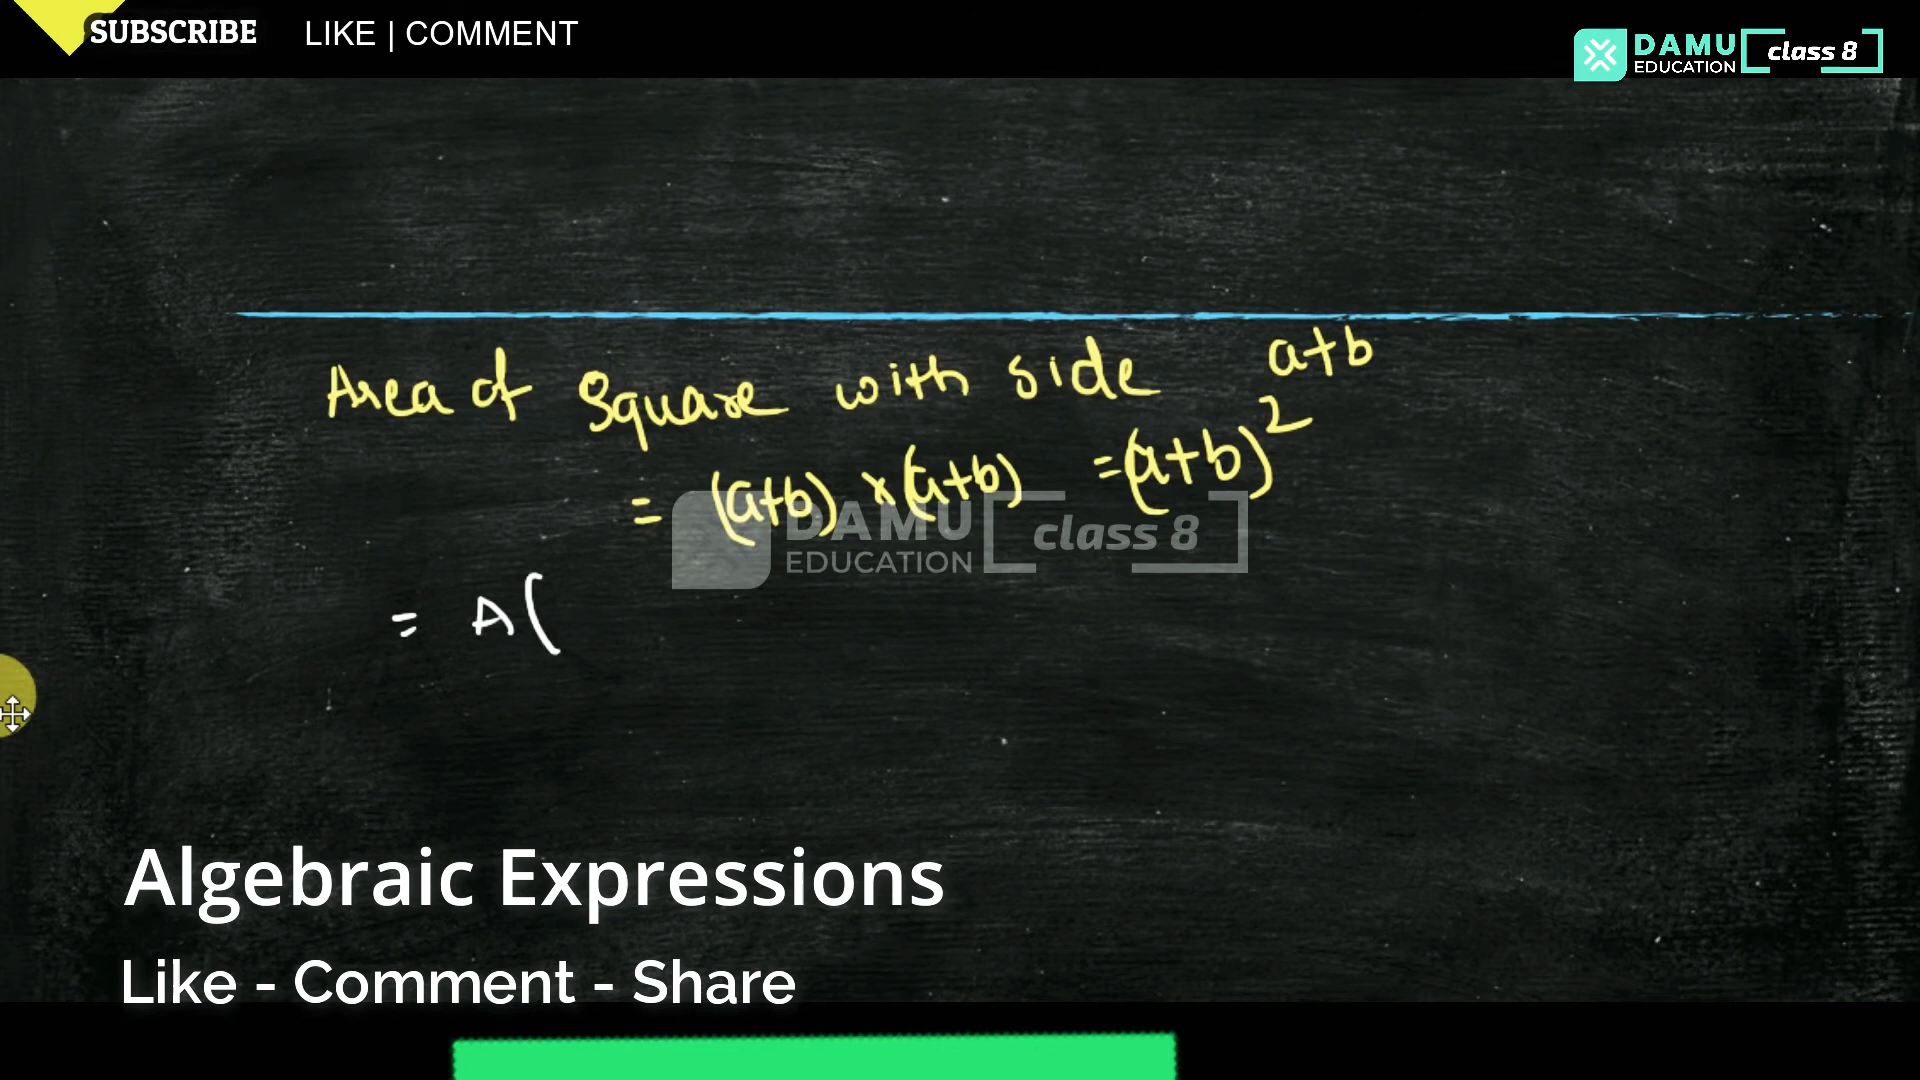 SUBSCRIBE LIKE | COMMENT
DAMU EDUCATION class 8
Area of Square with side a+b
= (a+b) × (a+b) = (a+b)²
DAMU EDUCATION class 8
= A(
Algebraic Expressions
Like - Comment - Share